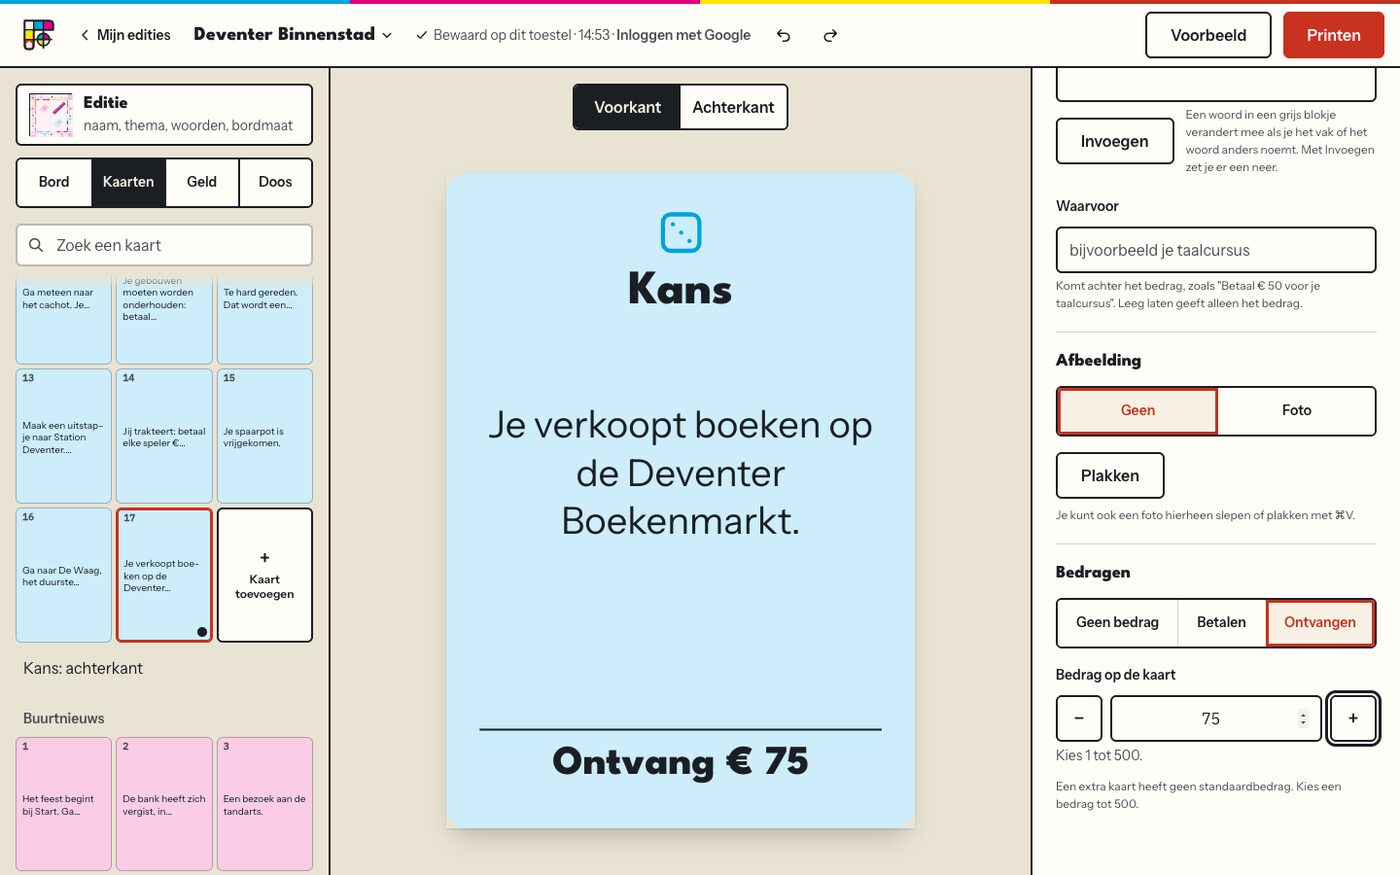 Mijn edities
Deventer Binnenstad
Bewaard op dit toestel · 14:53 · Inloggen met Google
Voorbeeld
Printen
Editie
naam, thema, woorden, bordmaat
Bord
Kaarten
Geld
Doos
Zoek een kaart
Ga meteen naar
het cachot. Je...
Je gebouwen
moeten worden
onderhouden:
betaal...
Te hard gereden.
Dat wordt een...
13
Maak een uitstap-
je naar Station
Deventer....
14
Jij trakteert: betaal
elke speler €...
15
Je spaarpot is
vrijgekomen.
16
Ga naar De Waag,
het duurste...
17
Je verkoopt boe-
ken op de
Deventer...
+
Kaart
toevoegen
Kans: achterkant
Buurtnieuws
1
Het feest begint
bij Start. Ga...
2
De bank heeft zich
vergist, in...
3
Een bezoek aan de
tandarts.
Voorkant
Achterkant
Kans
Je verkoopt boeken op
de Deventer
Boekenmarkt.
Ontvang € 75
Invoegen
Een woord in een grijs blokje
verandert mee als je het vak of het
woord anders noemt. Met Invoegen
zet je er een neer.
Waarvoor
bijvoorbeeld je taalcursus
Komt achter het bedrag, zoals "Betaal € 50 voor je
taalcursus". Leeg laten geeft alleen het bedrag.
Afbeelding
Geen
Foto
Plakken
Je kunt ook een foto hierheen slepen of plakken met ⌘V.
Bedragen
Geen bedrag
Betalen
Ontvangen
Bedrag op de kaart
−
75
+
Kies 1 tot 500.
Een extra kaart heeft geen standaardbedrag. Kies een
bedrag tot 500.